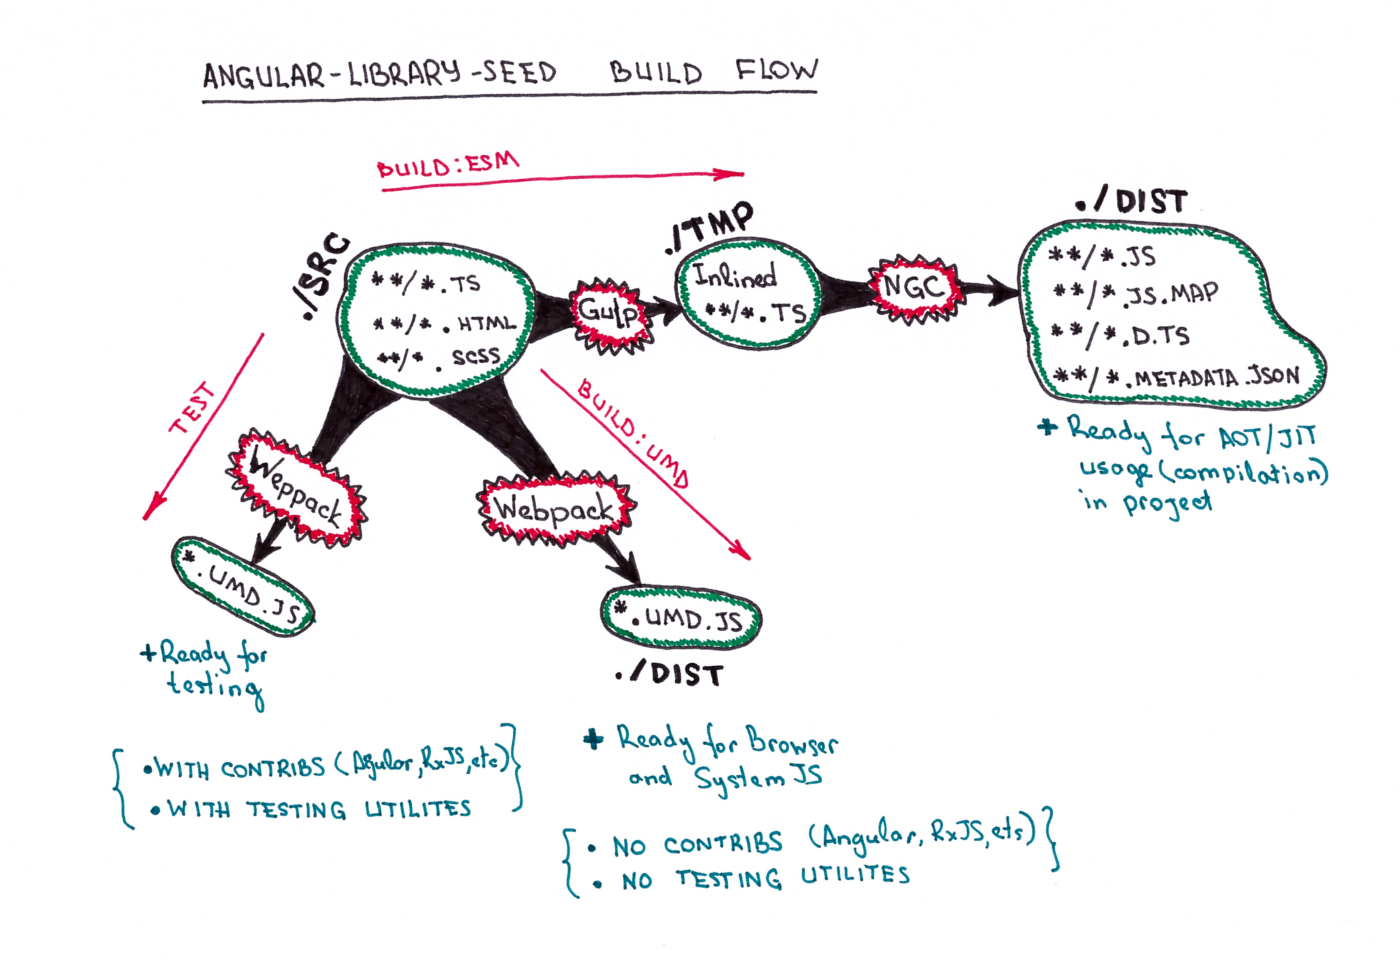 ANGULAR-LIBRARY-SEED BUILD FLOW
BUILD:ESM
./SRC
**/*.TS
**/*.HTML
**/*.SCSS
Gulp
./TMP
Inlined
**/*.TS
NGC
./DIST
**/*.JS
**/*.JS.MAP
**/*.D.TS
**/*.METADATA.JSON
+ Ready for AOT/JIT
usage(compilation)
in project
TEST
Weppack
*.UMD.JS
+Ready for
testing
{ •WITH CONTRIBS (Agular,RxJS,etc) }
•WITH TESTING UTILITES
BUILD:UMD
Webpack
*.UMD.JS
./DIST
+ Ready for Browser
and System JS
{ • NO CONTRIBS (Angular, RxJS,ets) }
• NO TESTING UTILITES